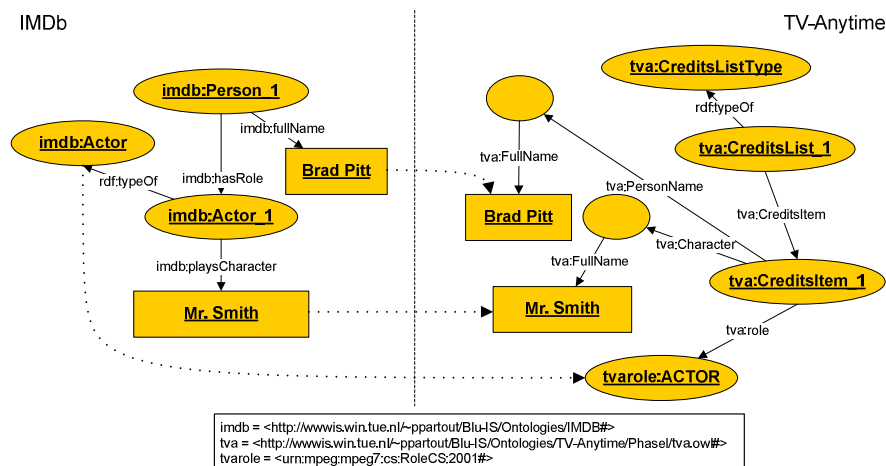 IMDb
TV-Anytime
imdb:Person_1
imdb:fullName
imdb:Actor
Brad Pitt
rdf:typeOf
imdb:hasRole
imdb:Actor_1
imdb:playsCharacter
Mr. Smith
tva:CreditsListType
rdf:typeOf
tva:CreditsList_1
tva:FullName
tva:PersonName
Brad Pitt
tva:CreditsItem
tva:Character
tva:FullName
tva:CreditsItem_1
Mr. Smith
tva:role
tvarole:ACTOR
imdb = <http://wwwis.win.tue.nl/~ppartout/Blu-IS/Ontologies/IMDB#>
tva = <http://wwwis.win.tue.nl/~ppartout/Blu-IS/Ontologies/TV-Anytime/PhaseI/tva.owl#>
tvarole = <urn:mpeg:mpeg7:cs:RoleCS:2001#>